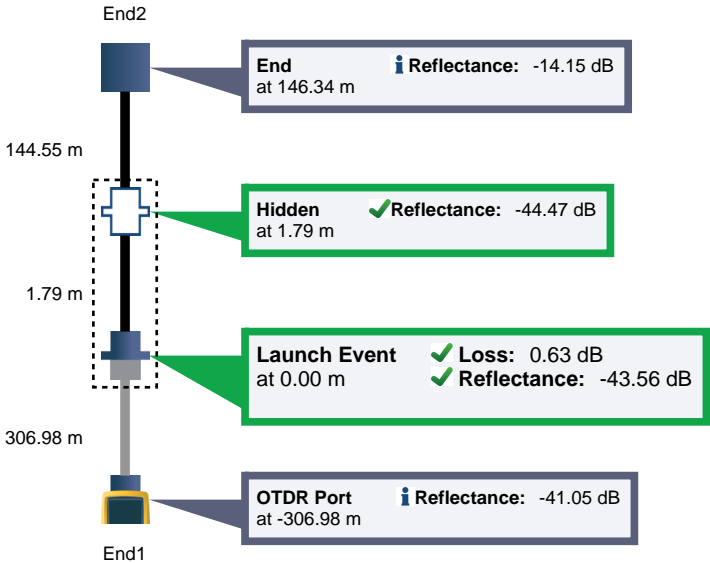 End2
End Reflectance: -14.15 dB
at 146.34 m
144.55 m
Hidden Reflectance: -44.47 dB
at 1.79 m
1.79 m
Launch Event Loss: 0.63 dB
at 0.00 m Reflectance: -43.56 dB
306.98 m
OTDR Port Reflectance: -41.05 dB
at -306.98 m
End1